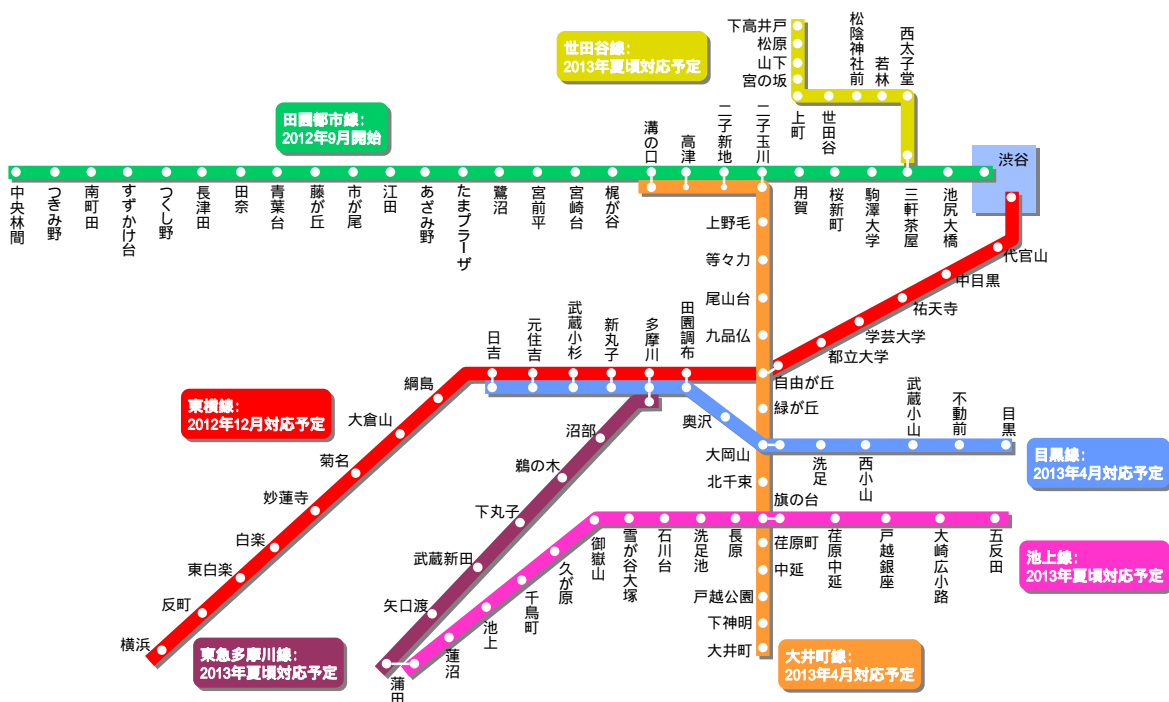 世田谷線:
2013年夏頃対応予定
下高井戸
松原
山下
宮の坂
上町
世田谷
松陰神社前
若林
西太子堂
田園都市線:
2012年9月開始
溝の口
高津
二子新地
二子玉川
渋谷
中央林間
つきみ野
南町田
すずかけ台
つくし野
長津田
田奈
青葉台
藤が丘
市が尾
江田
あざみ野
たまプラーザ
鷺沼
宮前平
宮崎台
梶が谷
用賀
桜新町
駒澤大学
三軒茶屋
池尻大橋
上野毛
等々力
尾山台
九品仏
代官山
中目黒
祐天寺
学芸大学
都立大学
自由が丘
日吉
元住吉
武蔵小杉
新丸子
多摩川
田園調布
東横線:
2012年12月対応予定
綱島
大倉山
菊名
妙蓮寺
白楽
東白楽
反町
横浜
沼部
鵜の木
下丸子
武蔵新田
矢口渡
蒲田
奥沢
緑が丘
大岡山
北千束
旗の台
洗足
西小山
武蔵小山
不動前
目黒
目黒線:
2013年4月対応予定
蓮沼
池上
千鳥町
久が原
御嶽山
雪が谷大塚
石川台
洗足池
長原
荏原町
中延
戸越公園
下神明
大井町
荏原中延
戸越銀座
大崎広小路
五反田
池上線:
2013年夏頃対応予定
東急多摩川線:
2013年夏頃対応予定
大井町線:
2013年4月対応予定